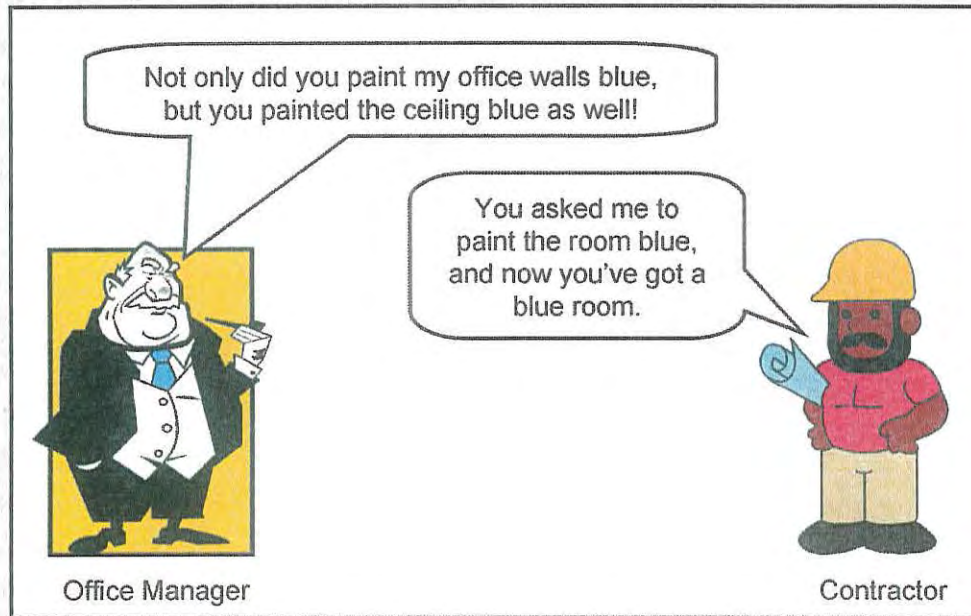 Not only did you paint my office walls blue,
but you painted the ceiling blue as well!
You asked me to
paint the room blue,
and now you've got a
blue room.
Office Manager
Contractor